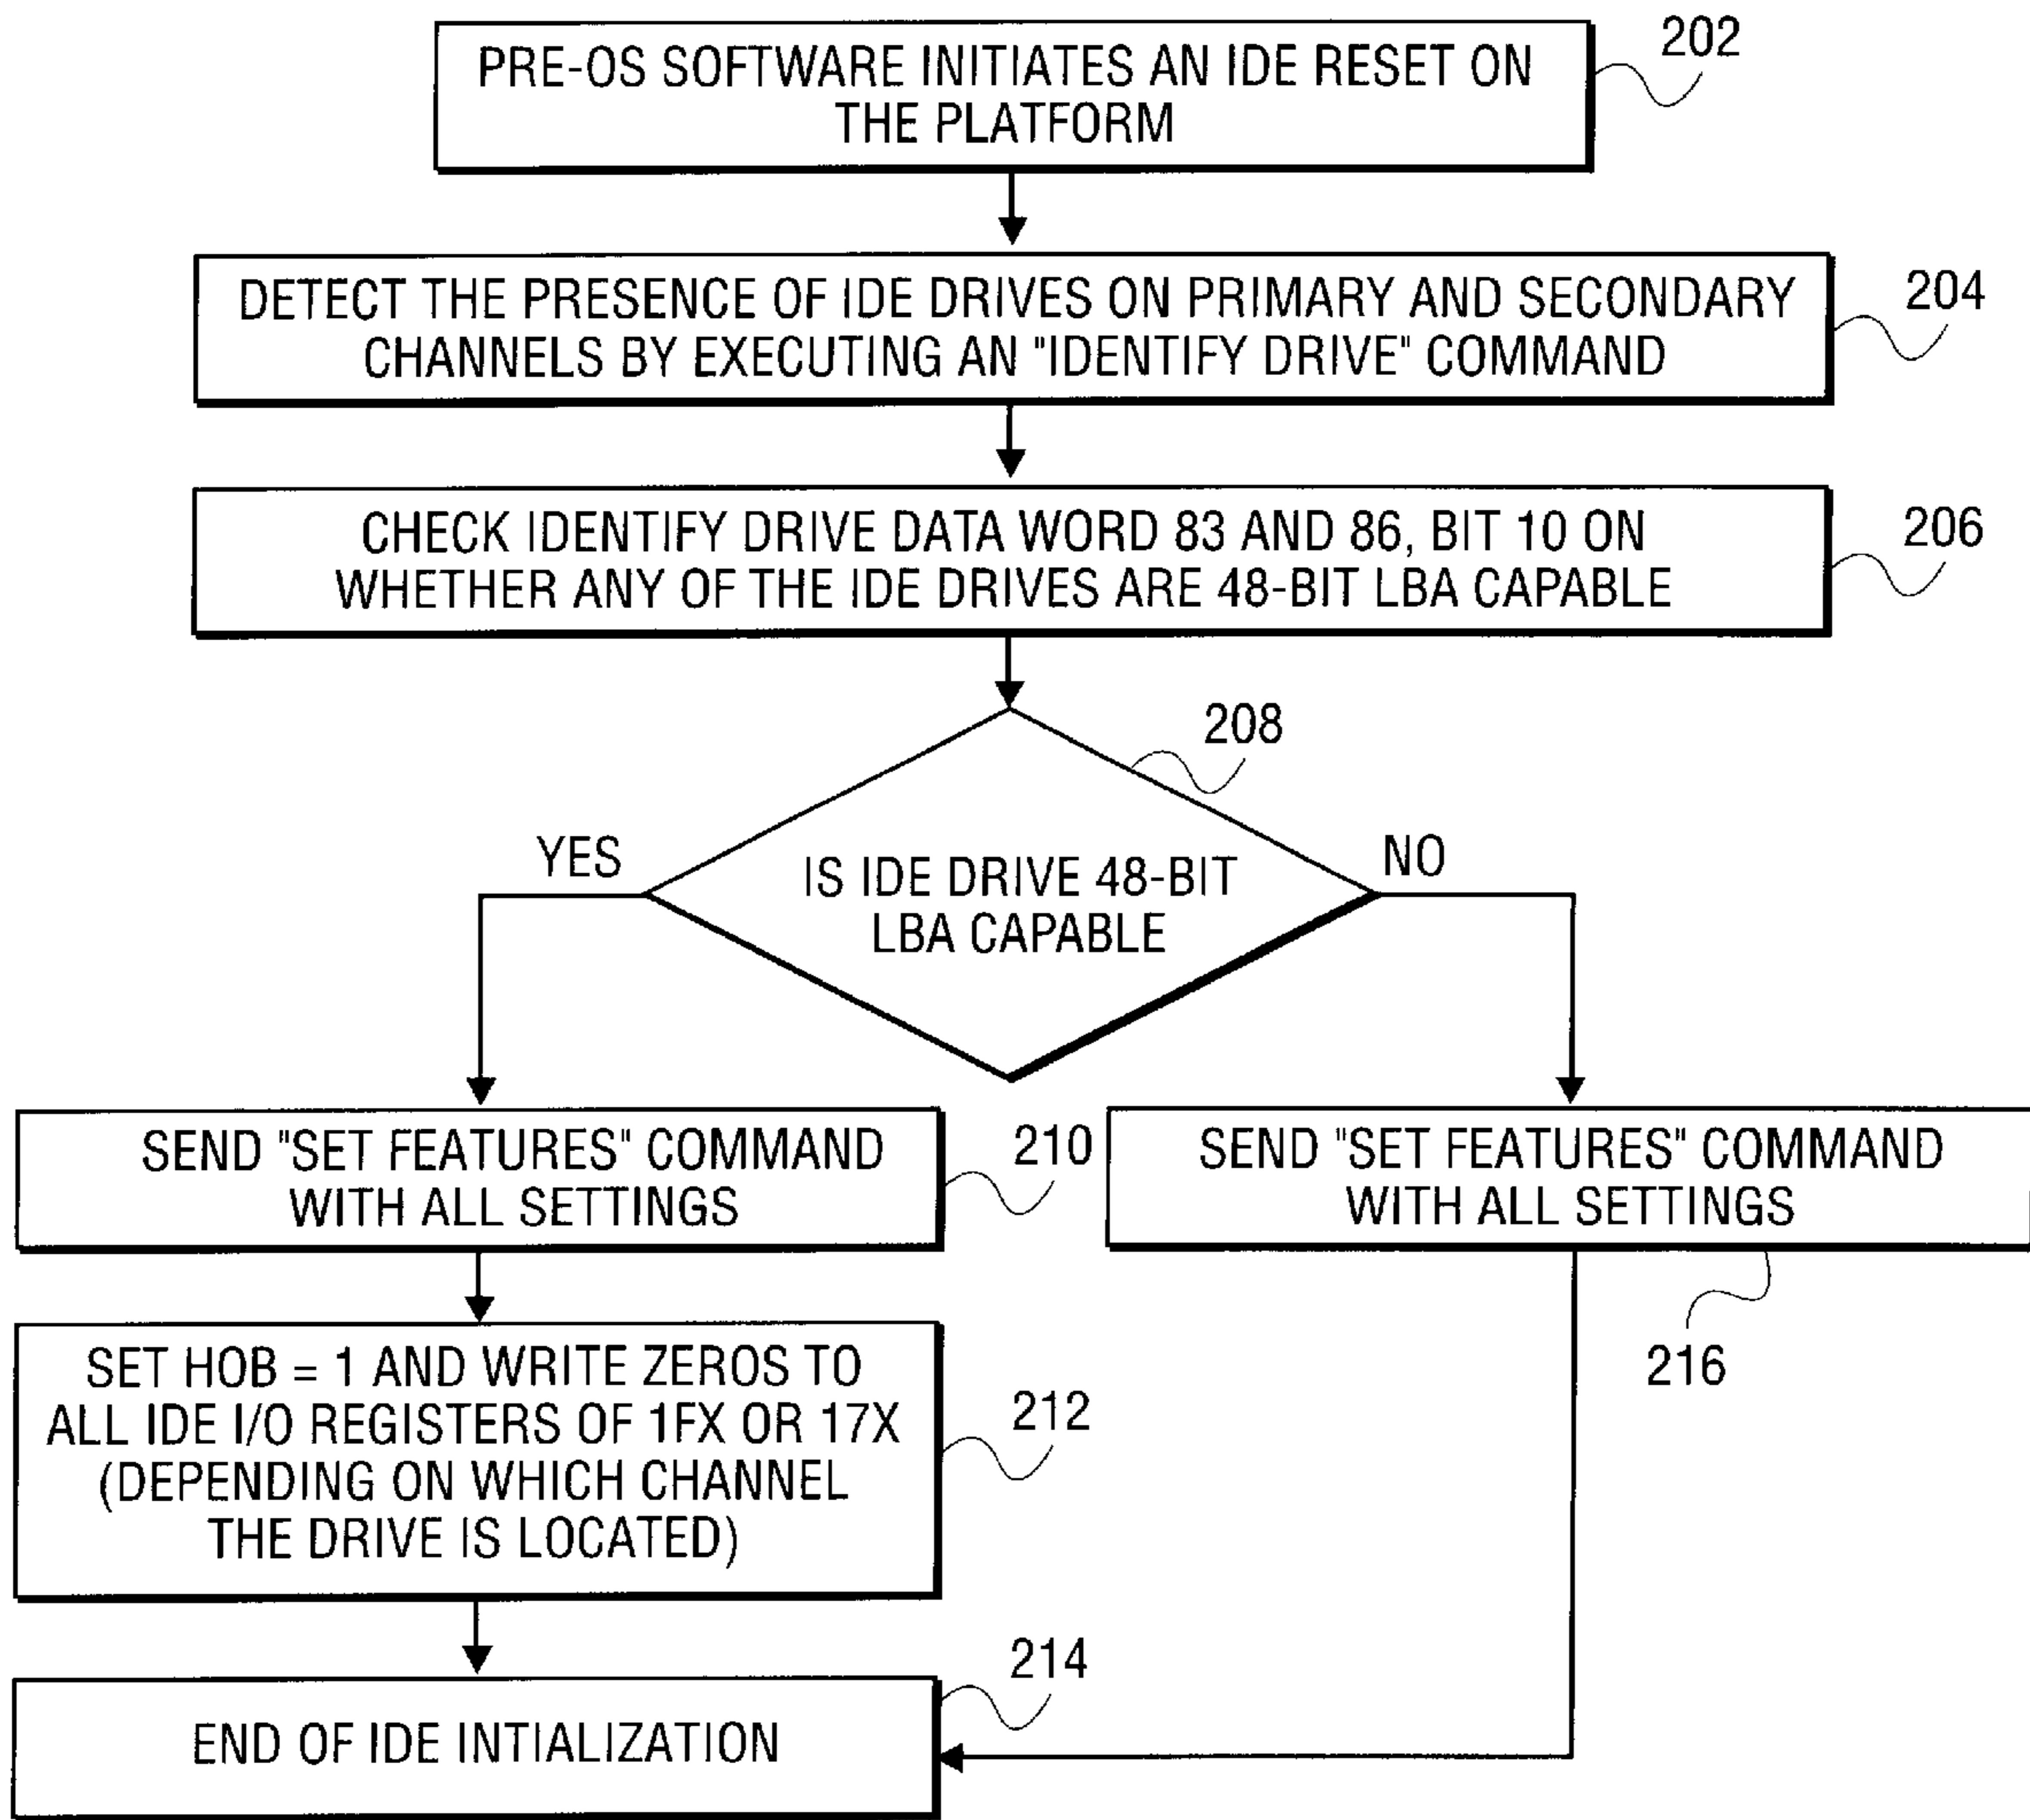 PRE-OS SOFTWARE INITIATES AN IDE RESET ON
THE PLATFORM
202
DETECT THE PRESENCE OF IDE DRIVES ON PRIMARY AND SECONDARY
CHANNELS BY EXECUTING AN "IDENTIFY DRIVE" COMMAND
204
CHECK IDENTIFY DRIVE DATA WORD 83 AND 86, BIT 10 ON
WHETHER ANY OF THE IDE DRIVES ARE 48-BIT LBA CAPABLE
206
208
YES
IS IDE DRIVE 48-BIT
LBA CAPABLE
NO
SEND "SET FEATURES" COMMAND
WITH ALL SETTINGS
210
SEND "SET FEATURES" COMMAND
WITH ALL SETTINGS
216
SET HOB = 1 AND WRITE ZEROS TO
ALL IDE I/O REGISTERS OF 1FX OR 17X
(DEPENDING ON WHICH CHANNEL
THE DRIVE IS LOCATED)
212
END OF IDE INTIALIZATION
214